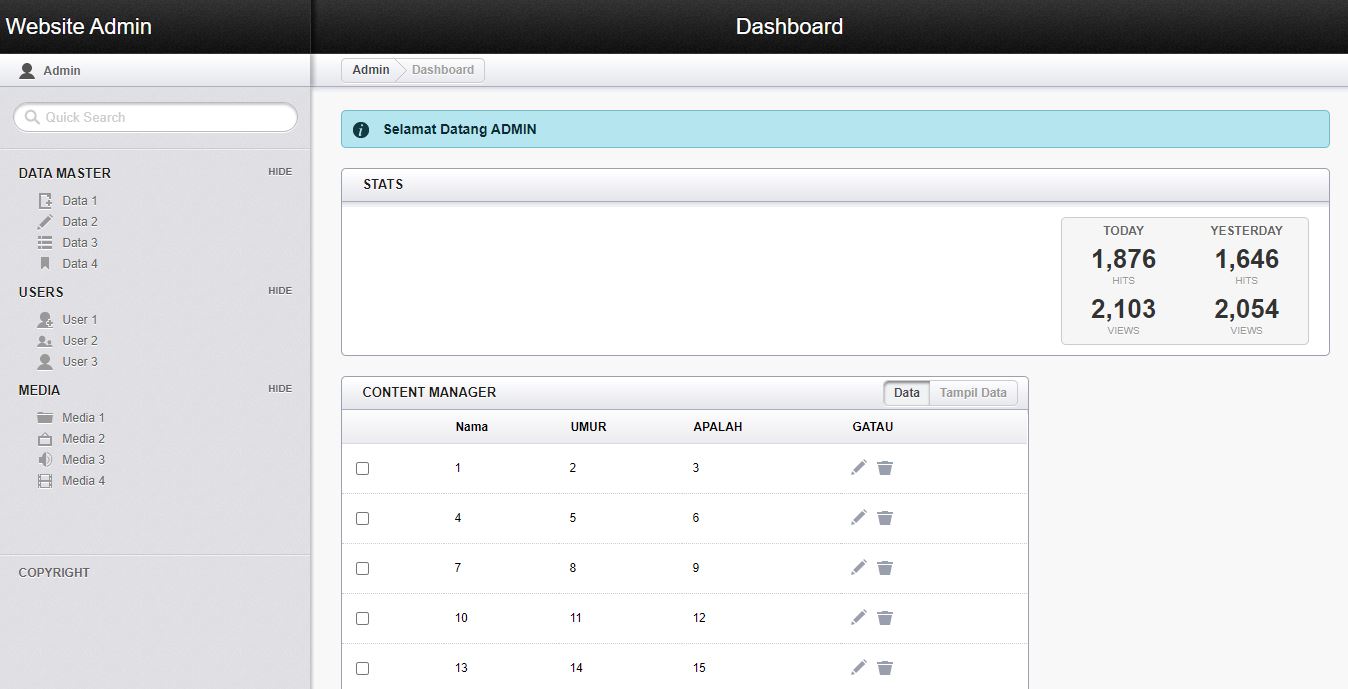 Website Admin
Dashboard
Admin
Admin Dashboard
Quick Search
Selamat Datang ADMIN
DATA MASTER HIDE
Data 1
Data 2
Data 3
Data 4
USERS HIDE
User 1
User 2
User 3
MEDIA HIDE
Media 1
Media 2
Media 3
Media 4
COPYRIGHT
STATS
TODAY YESTERDAY
1,876 1,646
HITS HITS
2,103 2,054
VIEWS VIEWS
CONTENT MANAGER Data Tampil Data
Nama UMUR APALAH GATAU
1 2 3
4 5 6
7 8 9
10 11 12
13 14 15